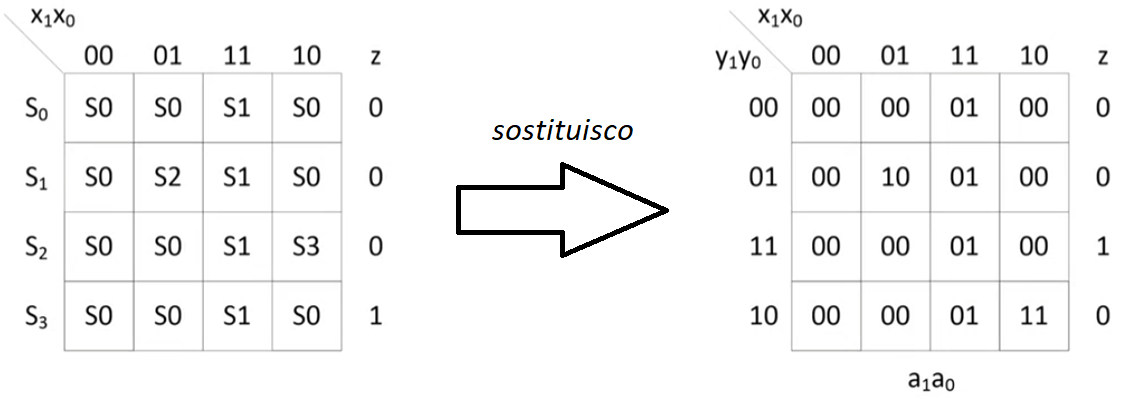 x₁x₀
00 01 11 10 z
S₀ S0 S0 S1 S0 0
S₁ S0 S2 S1 S0 0
S₂ S0 S0 S1 S3 0
S₃ S0 S0 S1 S0 1
sostituisco
x₁x₀
y₁y₀ 00 01 11 10 z
00 00 00 01 00 0
01 00 10 01 00 0
11 00 00 01 00 1
10 00 00 01 11 0
a₁a₀